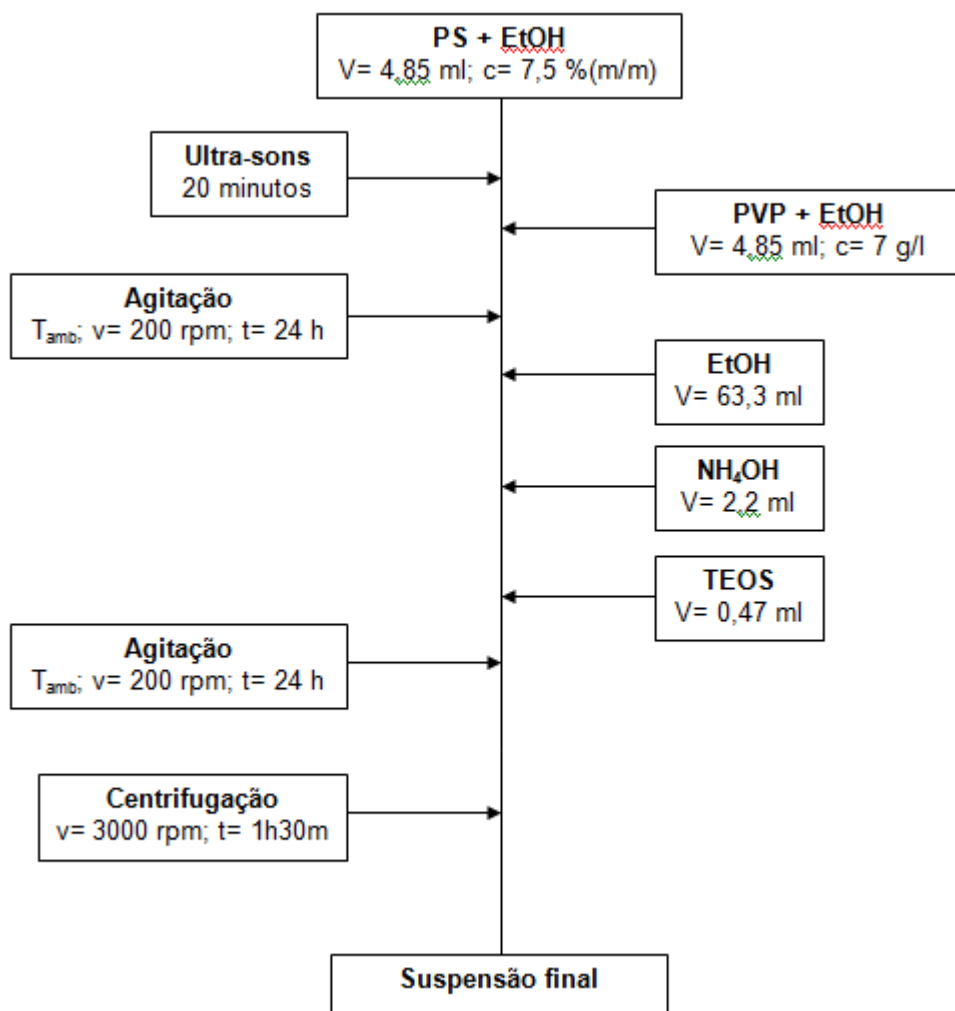 PS + EtOH
V= 4.85 ml; c= 7,5 %(m/m)
Ultra-sons
20 minutos
PVP + EtOH
V= 4.85 ml; c= 7 g/l
Agitação
Tamb; v= 200 rpm; t= 24 h
EtOH
V= 63,3 ml
NH₄OH
V= 2.2 ml
TEOS
V= 0,47 ml
Agitação
Tamb; v= 200 rpm; t= 24 h
Centrifugação
v= 3000 rpm; t= 1h30m
Suspensão final